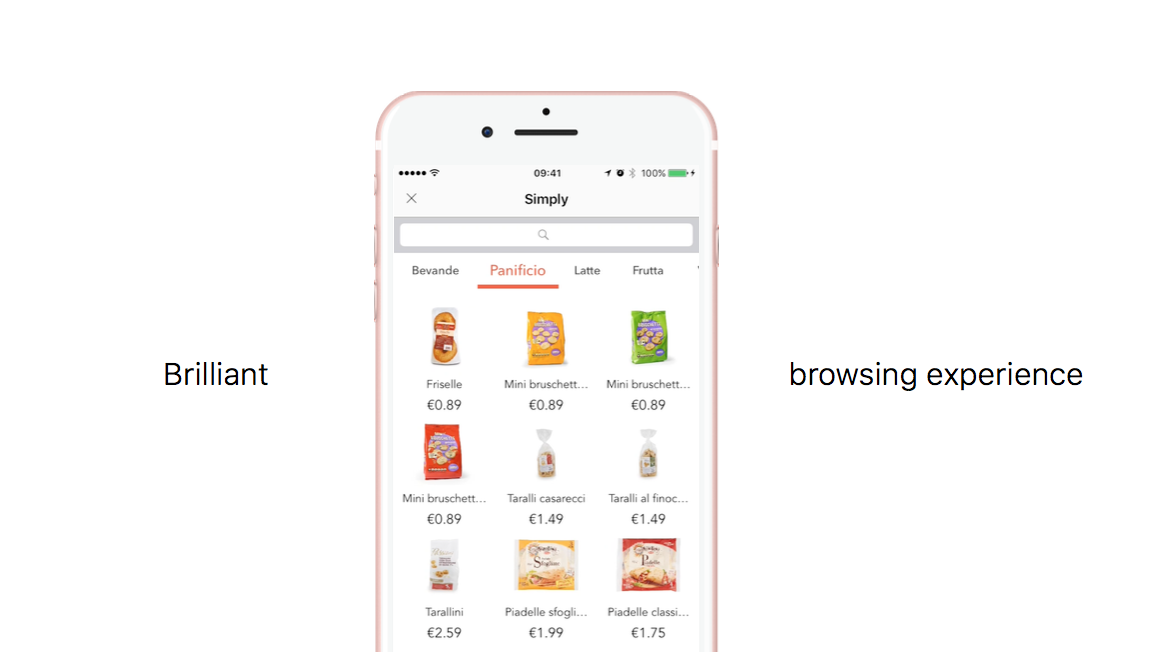 09:41
100%
Simply
Bevande Panificio Latte Frutta
Brilliant
browsing experience
Friselle Mini bruschett... Mini bruschett...
€0.89 €0.89 €0.89
Mini bruschett... Taralli casarecci Taralli al finoc...
€0.89 €1.49 €1.49
Sfogliate Piadella
Tarallini Piadelle sfogli... Piadelle classi...
€2.59 €1.99 €1.75